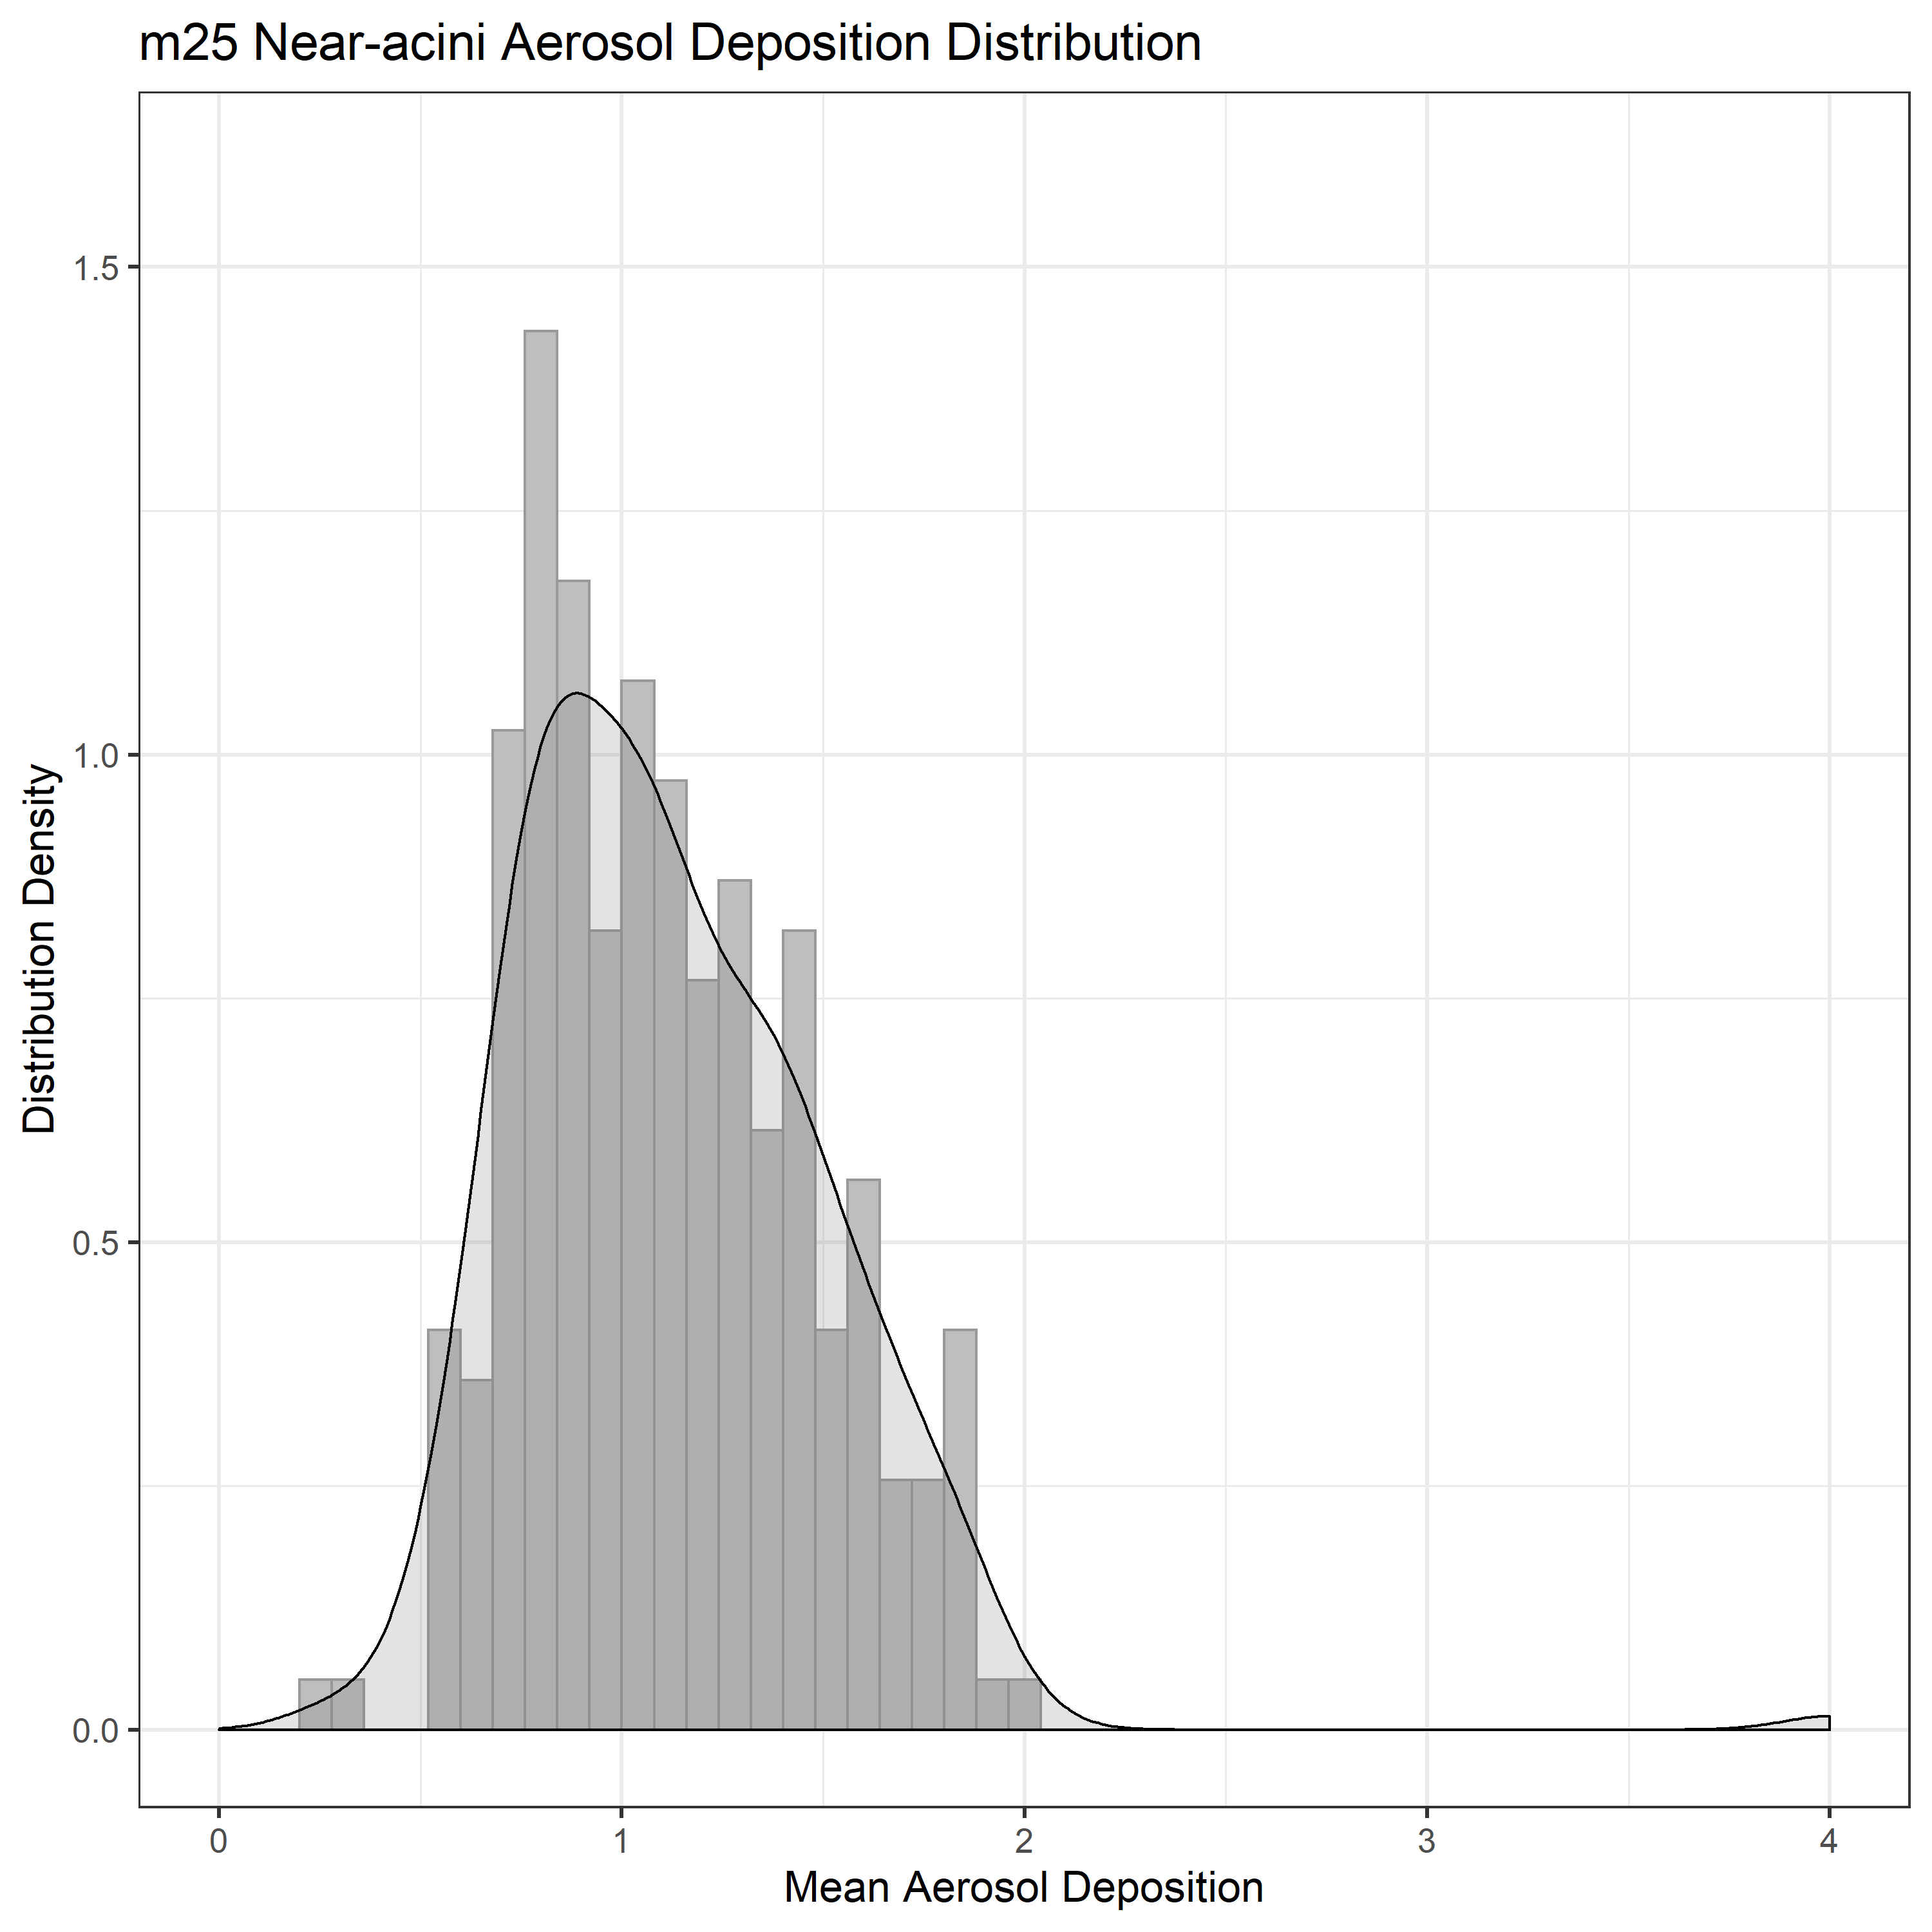 m25 Near-acini Aerosol Deposition Distribution
Distribution Density
1.5
1.0
0.5
0.0
0 1 2 3 4
Mean Aerosol Deposition